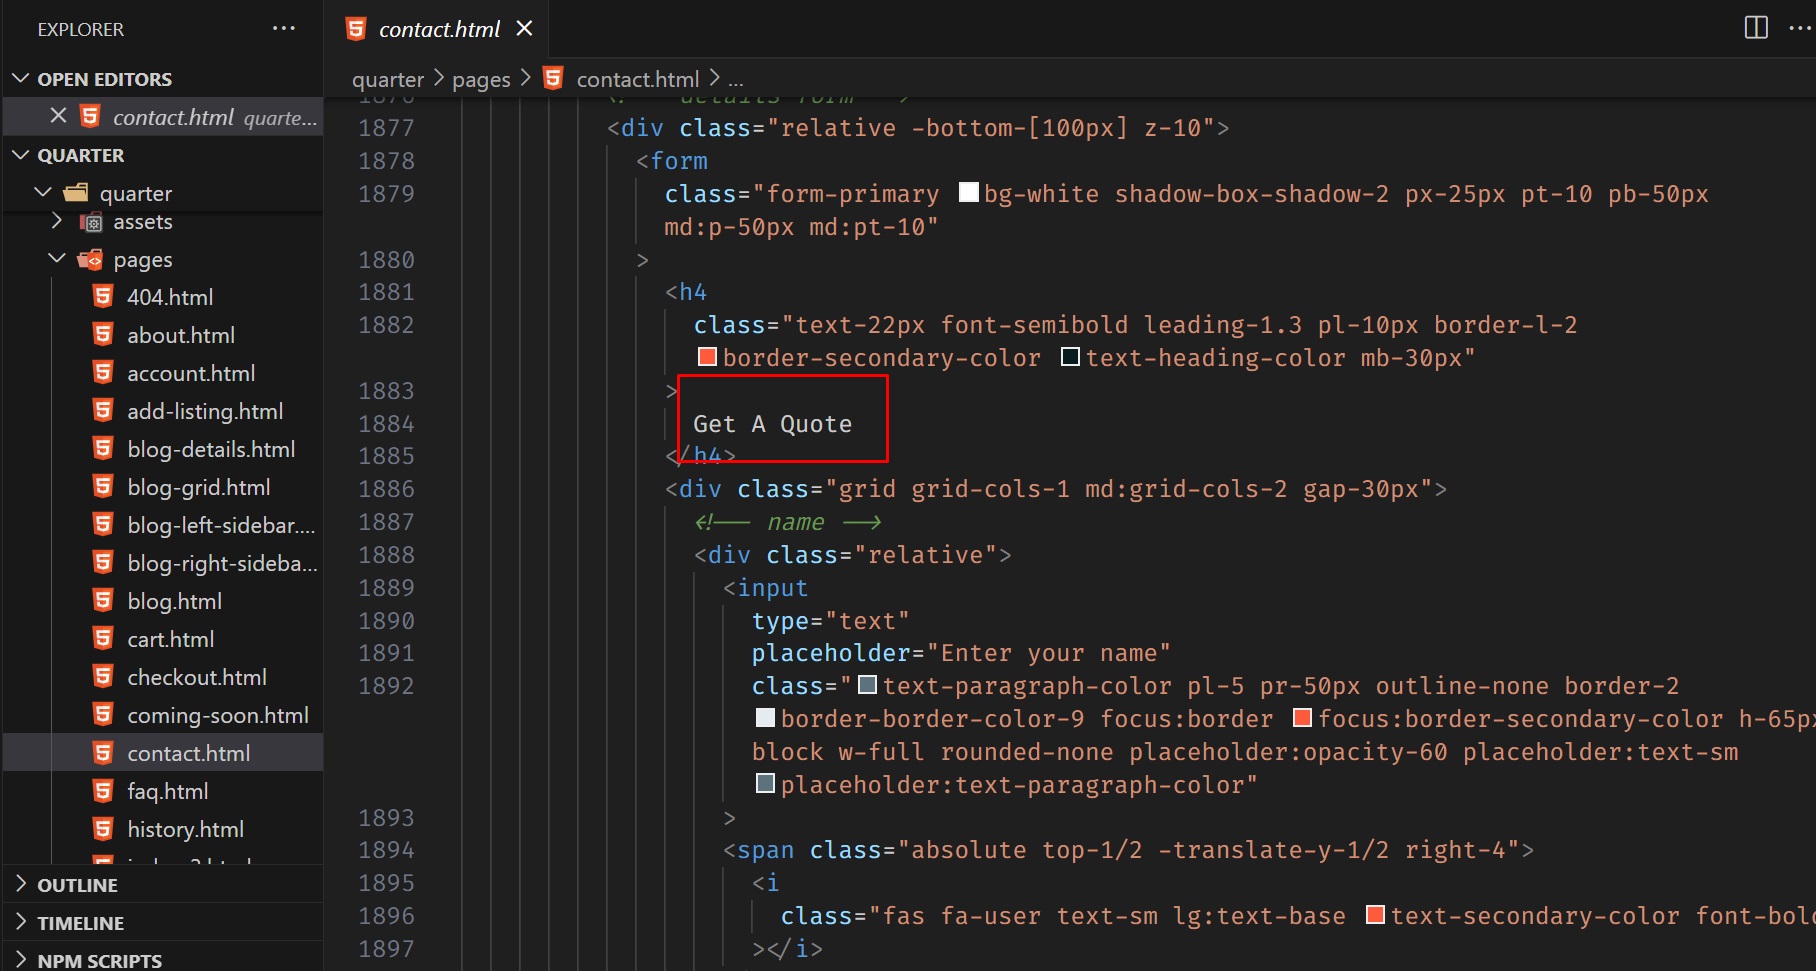 EXPLORER
contact.html
OPEN EDITORS
contact.html quarte...
QUARTER
quarter
assets
pages
404.html
about.html
account.html
add-listing.html
blog-details.html
blog-grid.html
blog-left-sidebar....
blog-right-sideba...
blog.html
cart.html
checkout.html
coming-soon.html
contact.html
faq.html
history.html
OUTLINE
TIMELINE
NPM SCRIPTS
quarter > pages > contact.html > ...
1876 <!-- details form -->
1877 <div class="relative -bottom-[100px] z-10">
1878 <form
1879 class="form-primary bg-white shadow-box-shadow-2 px-25px pt-10 pb-50px
md:p-50px md:pt-10"
1880 >
1881 <h4
1882 class="text-22px font-semibold leading-1.3 pl-10px border-l-2
border-secondary-color text-heading-color mb-30px"
1883 >
1884 Get A Quote
1885 </h4>
1886 <div class="grid grid-cols-1 md:grid-cols-2 gap-30px">
1887 <!-- name -->
1888 <div class="relative">
1889 <input
1890 type="text"
1891 placeholder="Enter your name"
1892 class="text-paragraph-color pl-5 pr-50px outline-none border-2
border-border-color-9 focus:border focus:border-secondary-color h-65px
block w-full rounded-none placeholder:opacity-60 placeholder:text-sm
placeholder:text-paragraph-color"
1893 >
1894 <span class="absolute top-1/2 -translate-y-1/2 right-4">
1895 <i
1896 class="fas fa-user text-sm lg:text-base text-secondary-color font-bold
1897 ></i>